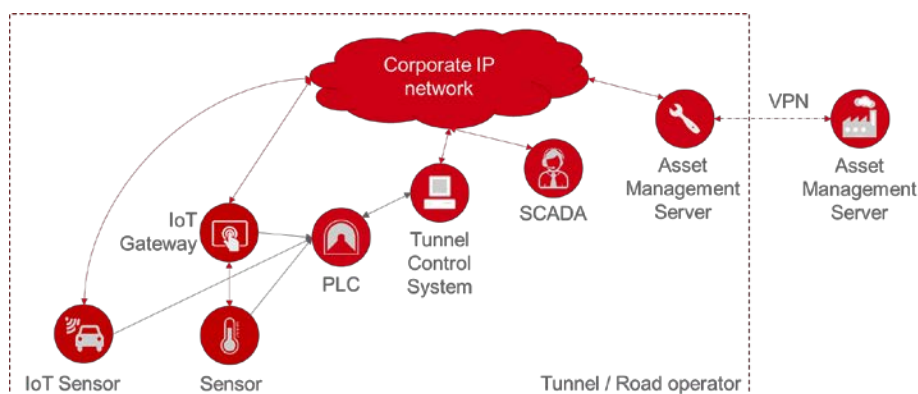 Corporate IP
network
VPN
Asset
Management
Server
Asset
Management
Server
SCADA
IoT
Gateway
PLC
Tunnel
Control
System
IoT Sensor
Sensor
Tunnel / Road operator